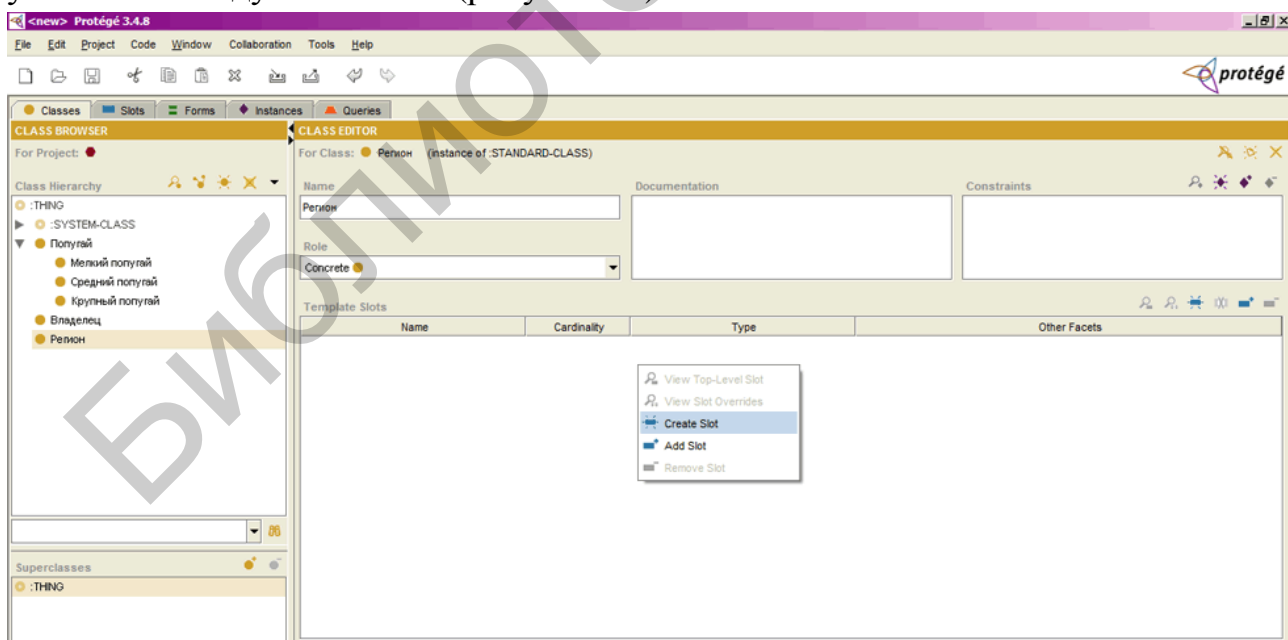 <new> Protégé 3.4.8
File Edit Project Code Window Collaboration Tools Help
protégé
Classes Slots Forms Instances Queries
CLASS BROWSER
CLASS EDITOR
For Project:
For Class: Регион (instance of :STANDARD-CLASS)
Class Hierarchy
Name
Documentation
Constraints
:THING
Регион
:SYSTEM-CLASS
Попугай
Role
Мелкий попугай
Concrete
Средний попугай
Крупный попугай
Template Slots
Владелец
Name Cardinality Type Other Facets
Регион
View Top-Level Slot
View Slot Overrides
Create Slot
Add Slot
Remove Slot
Superclasses
:THING